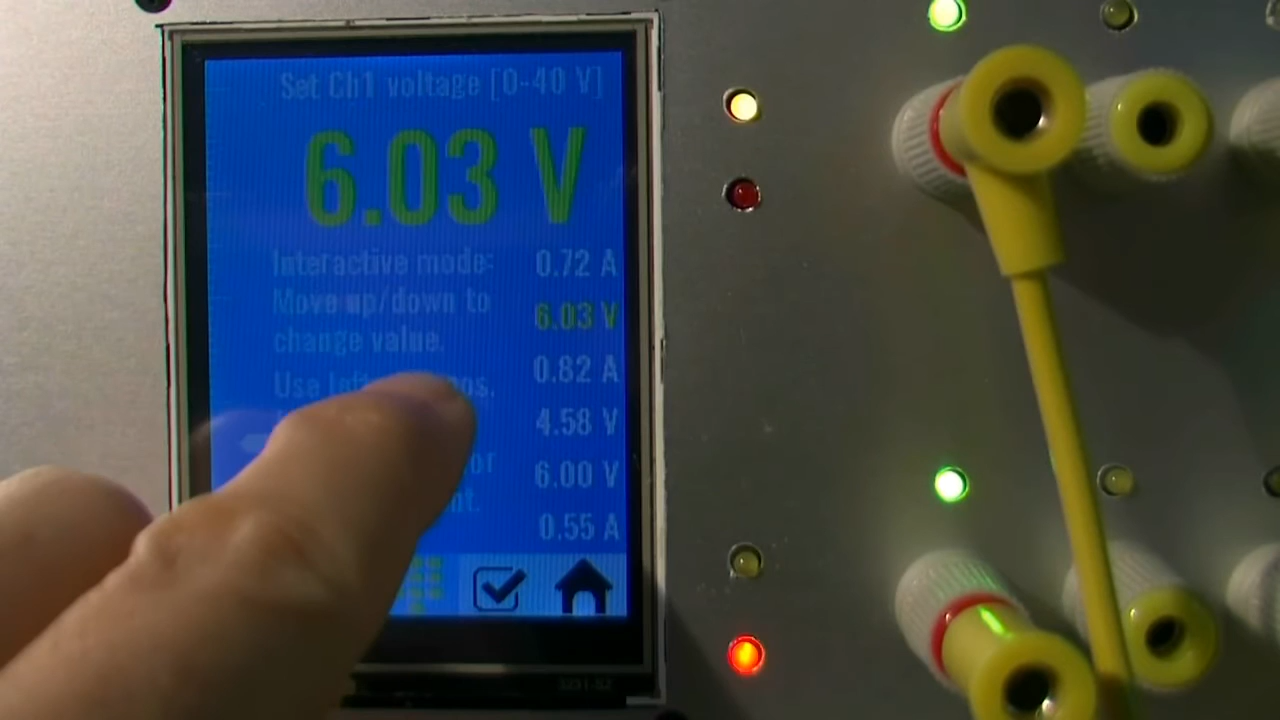 Set Ch1 voltage [0-40 V]
6.03 V
Interactive mode:
Move up/down to
change value.
Use
0.72 A
6.03 V
0.82 A
4.58 V
6.00 V
0.55 A